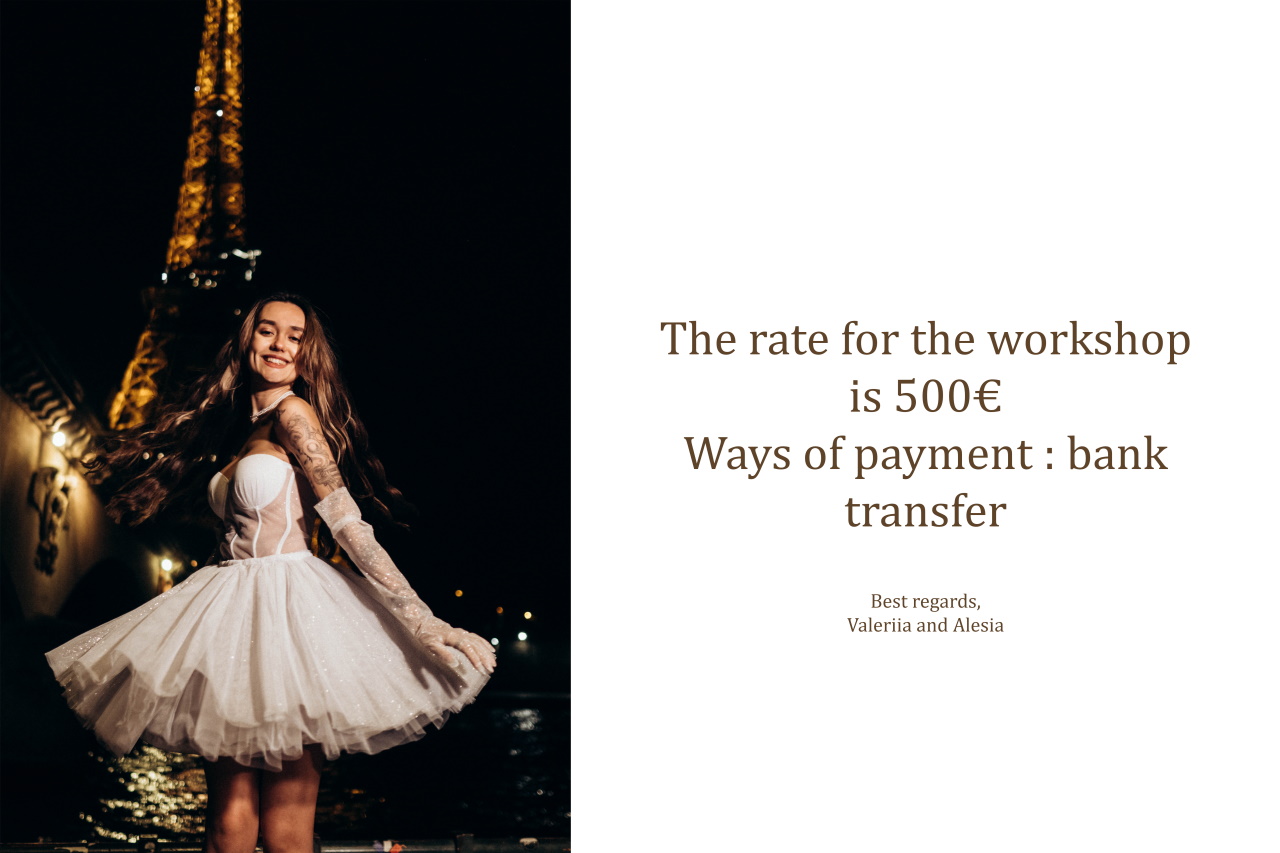 The rate for the workshop
is 500€
Ways of payment : bank
transfer
Best regards,
Valeriia and Alesia